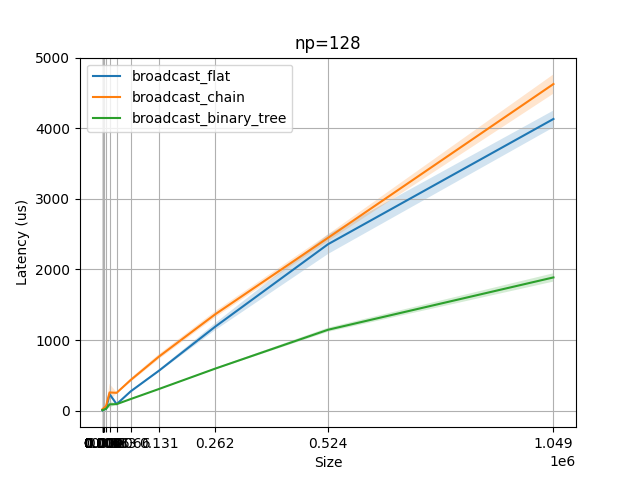 np=128
broadcast_flat
broadcast_chain
broadcast_binary_tree
5000
4000
3000
2000
1000
0
Latency (us)
0.131
0.262
0.524
1.049
1e6
Size